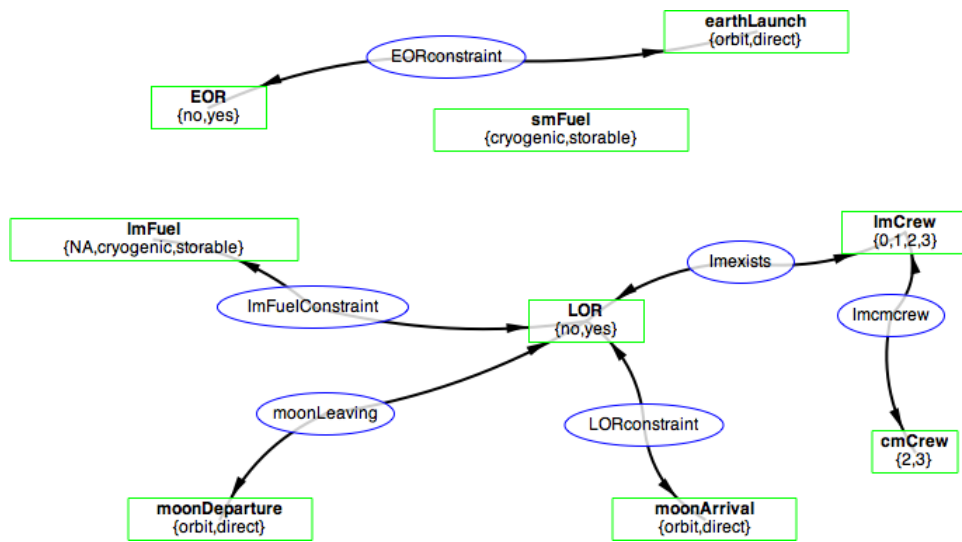 earthLaunch
{orbit,direct}
EORconstraint
EOR
{no,yes}
smFuel
{cryogenic,storable}
lmFuel
{NA,cryogenic,storable}
lmCrew
{0,1,2,3}
lmexists
lmFuelConstraint
LOR
{no,yes}
lmcmcrew
moonLeaving
LORconstraint
cmCrew
{2,3}
moonDeparture
{orbit,direct}
moonArrival
{orbit,direct}